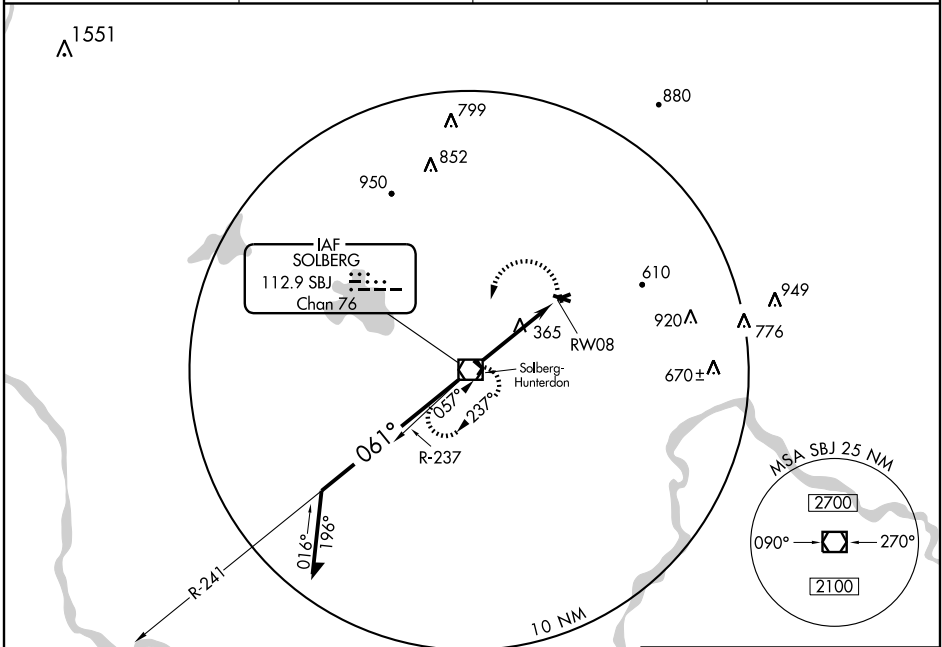 1551
799
880
852
950
IAF
SOLBERG
112.9 SBJ
Chan 76
610
949
920
776
365
RW08
670±
Solberg-
Hunterdon
057°
237°
061°
R-237
MSA SBJ 25 NM
2700
090°
270°
2100
016°
196°
R-241
10 NM